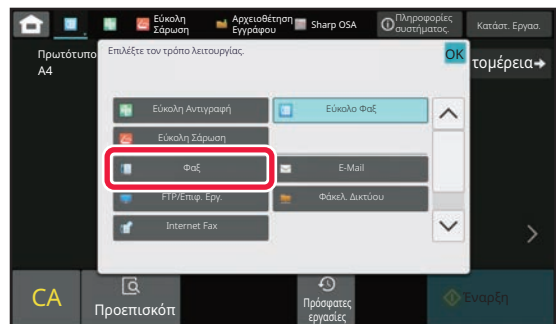 Εύκολη
Σάρωση
Αρχειοθέτηση
Εγγράφου
Sharp OSA
Πληροφορίες
συστήματος.
Κατάστ. Εργασ.
Πρωτότυπο
A4
Επιλέξτε τον τρόπο λειτουργίας.
OK
τομέρεια
Εύκολη Αντιγραφή
Εύκολο Φαξ
Εύκολη Σάρωση
Φαξ
E-Mail
FTP/Επιφ. Εργ.
Φάκελ. Δικτύου
Internet Fax
CA
Προεπισκόπ
Πρόσφατες
εργασίες
Έναρξη